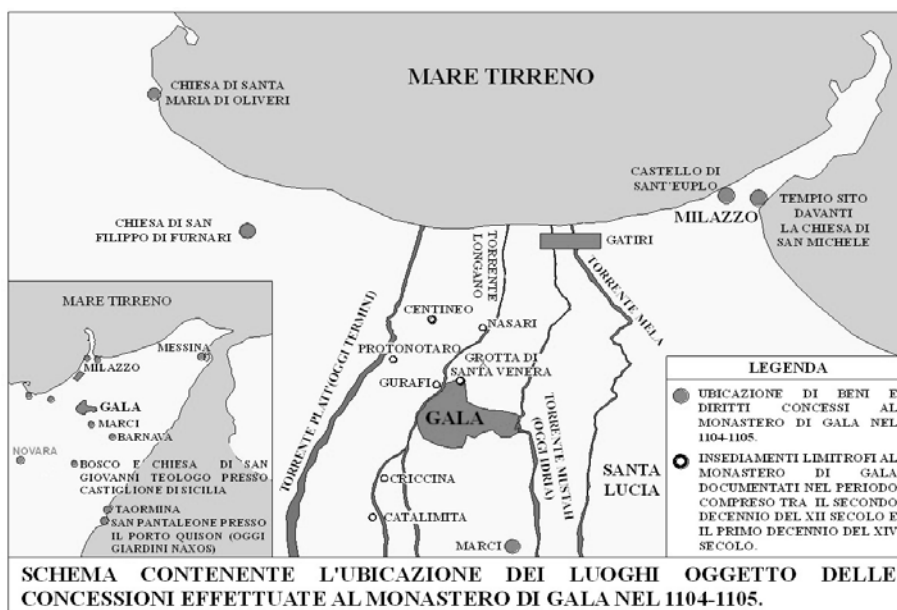 MARE TIRRENO
CHIESA DI SANTA
MARIA DI OLIVERI
CASTELLO DI
SANT'EUPLO
MILAZZO
TEMPIO SITO
DAVANTI
LA CHIESA DI
SAN MICHELE
CHIESA DI SAN
FILIPPO DI FURNARI
GATIRI
TORRENTE
LONGANO
TORRENTE MELA
TORRENTE PLATI'(OGGI TERMINI)
CENTINEO
NASARI
PROTONOTARO
GROTTA DI
SANTA VENERA
GURAFI
GALA
TORRENTE MUSTAH
(OGGI IDRIA)
SANTA
LUCIA
CRICCINA
CATALIMITA
MARCI
MARE TIRRENO
MESSINA
MILAZZO
GALA
MARCI
BARNAVA
NOVARA
BOSCO E CHIESA DI SAN
GIOVANNI TEOLOGO PRESSO
CASTIGLIONE DI SICILIA
TAORMINA
SAN PANTALEONE PRESSO
IL PORTO QUISON (OGGI
GIARDINI NAXOS)
LEGENDA
UBICAZIONE DI BENI E
DIRITTI CONCESSI AL
MONASTERO DI GALA NEL
1104-1105.
INSEDIAMENTI LIMITROFI AL
MONASTERO DI GALA
DOCUMENTATI NEL PERIODO
COMPRESO TRA IL SECONDO
DECENNIO DEL XII SECOLO E
IL PRIMO DECENNIO DEL XIV
SECOLO.
SCHEMA CONTENENTE L'UBICAZIONE DEI LUOGHI OGGETTO DELLE
CONCESSIONI EFFETTUATE AL MONASTERO DI GALA NEL 1104-1105.